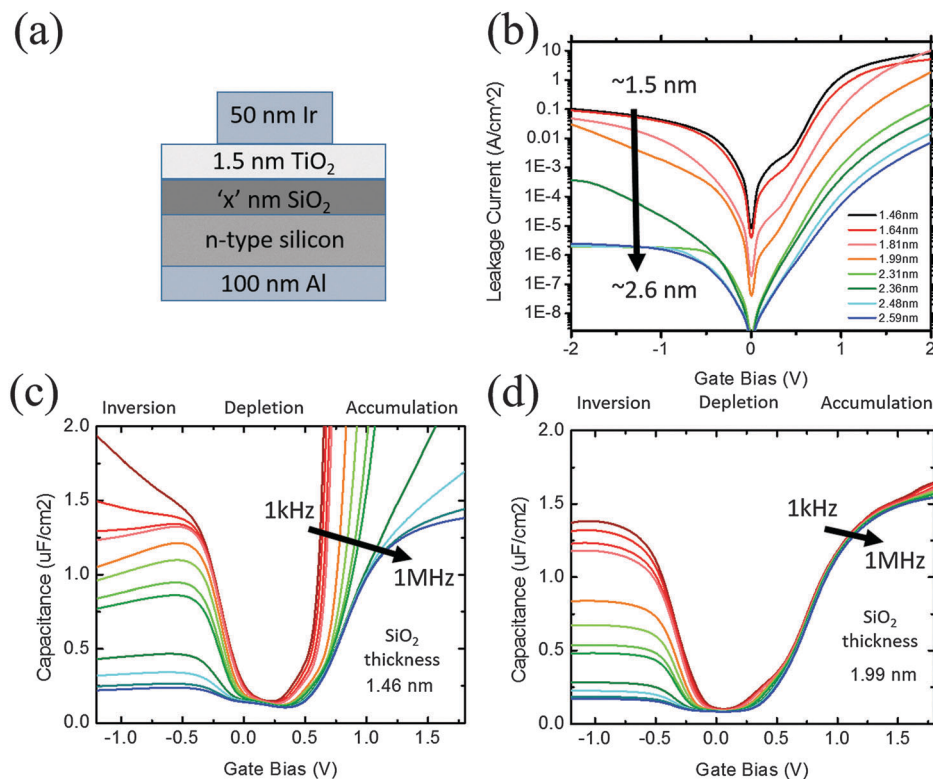 (a)
50 nm Ir
1.5 nm TiO₂
'x' nm SiO₂
n-type silicon
100 nm Al
(b)
Leakage Current (A/cm^2)
10
1
0.1
0.01
1E-3
1E-4
1E-5
1E-6
1E-7
1E-8
~1.5 nm
~2.6 nm
1.46nm
1.64nm
1.81nm
1.99nm
2.31nm
2.36nm
2.48nm
2.59nm
-2 -1 0 1 2
Gate Bias (V)
(c)
Inversion Depletion Accumulation
Capacitance (uF/cm2)
2.0
1.5
1.0
0.5
0.0
1kHz
1MHz
SiO₂
thickness
1.46 nm
-1.0 -0.5 0.0 0.5 1.0 1.5
Gate Bias (V)
(d)
Inversion Depletion Accumulation
Capacitance (uF/cm2)
2.0
1.5
1.0
0.5
0.0
1kHz
1MHz
SiO₂
thickness
1.99 nm
-1.0 -0.5 0.0 0.5 1.0 1.5
Gate Bias (V)